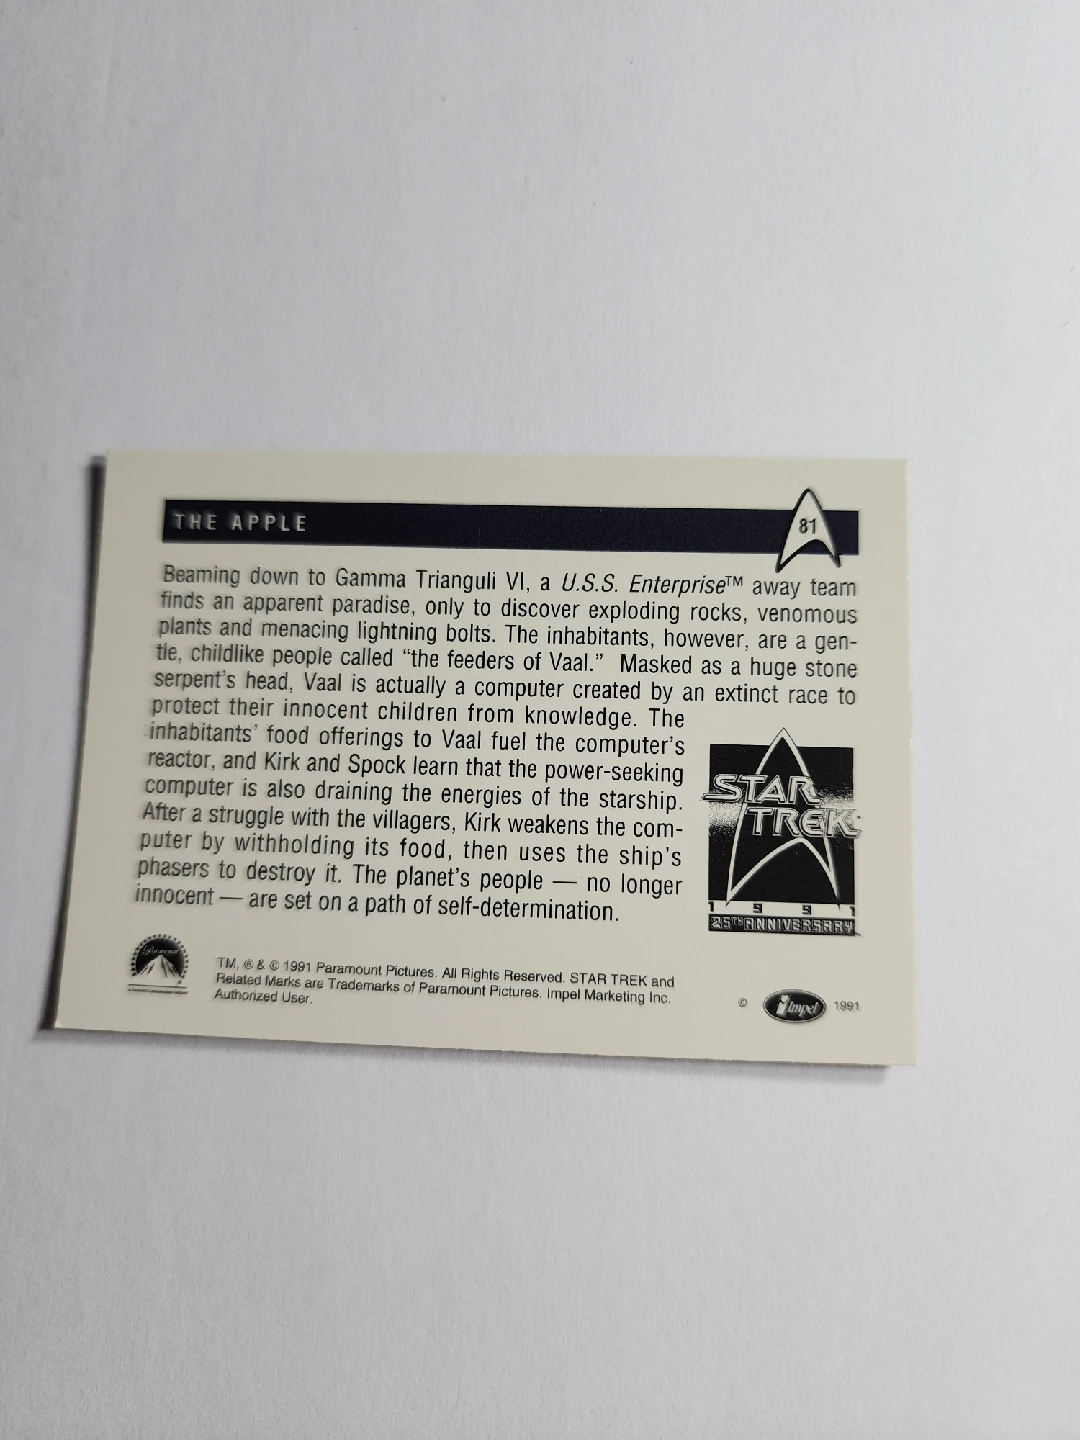 THE APPLE
81
Beaming down to Gamma Trianguli VI, a U.S.S. Enterprise™ away team
finds an apparent paradise, only to discover exploding rocks, venomous
plants and menacing lightning bolts. The inhabitants, however, are a gen-
tle, childlike people called "the feeders of Vaal." Masked as a huge stone
serpent's head, Vaal is actually a computer created by an extinct race to
protect their innocent children from knowledge. The
inhabitants' food offerings to Vaal fuel the computer's
reactor, and Kirk and Spock learn that the power-seeking
computer is also draining the energies of the starship.
After a struggle with the villagers, Kirk weakens the com-
puter by withholding its food, then uses the ship's
phasers to destroy it. The planet's people — no longer
innocent — are set on a path of self-determination.
STAR
TREK
1991
25TH ANNIVERSARY
Paramount
TM, ® & © 1991 Paramount Pictures. All Rights Reserved. STAR TREK and
Related Marks are Trademarks of Paramount Pictures. Impel Marketing Inc.
Authorized User.
© Impel 1991